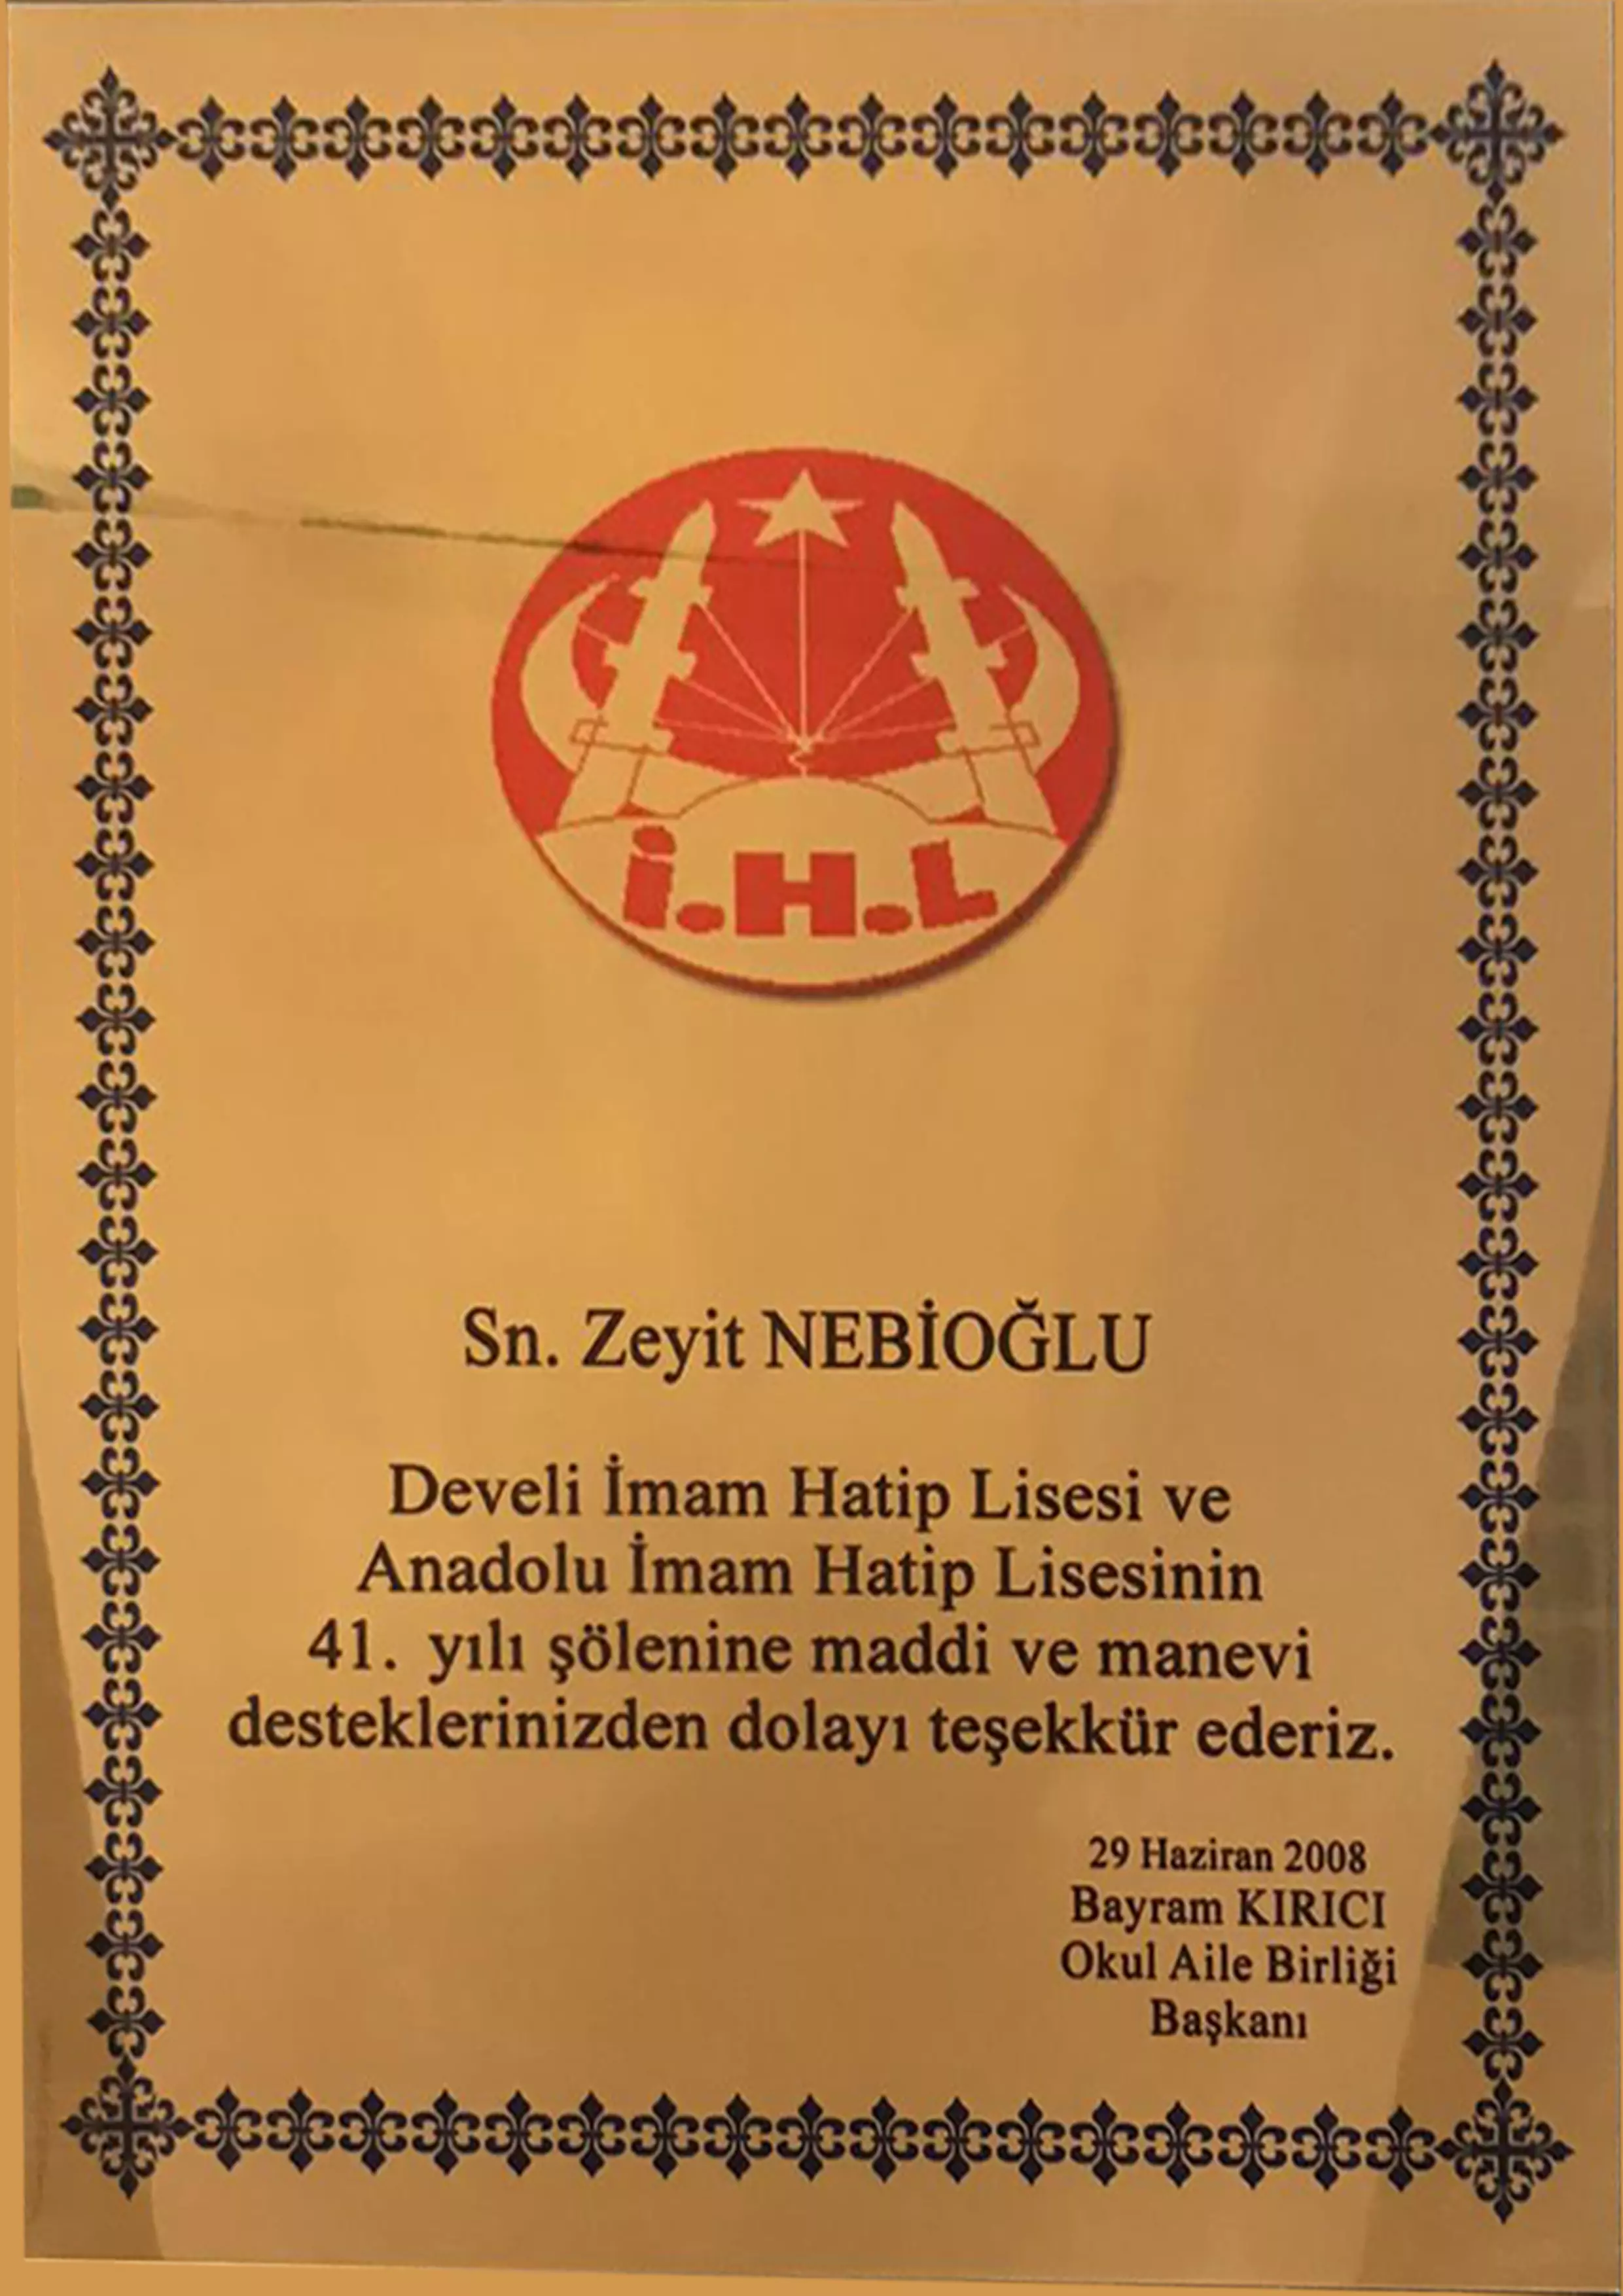 İ.H.L
Sn. Zeyit NEBİOĞLU
Develi İmam Hatip Lisesi ve
Anadolu İmam Hatip Lisesinin
41. yılı şölenine maddi ve manevi
desteklerinizden dolayı teşekkür ederiz.
29 Haziran 2008
Bayram KIRICI
Okul Aile Birliği
Başkanı